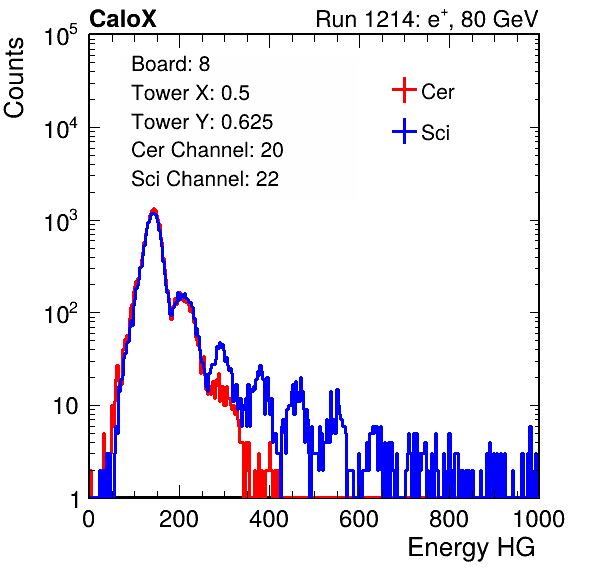 CaloX Run 1214: e⁺, 80 GeV
Counts
Board: 8
Tower X: 0.5
Tower Y: 0.625
Cer Channel: 20
Sci Channel: 22
Cer
Sci
10⁵
10⁴
10³
10²
10
1
0 200 400 600 800 1000
Energy HG